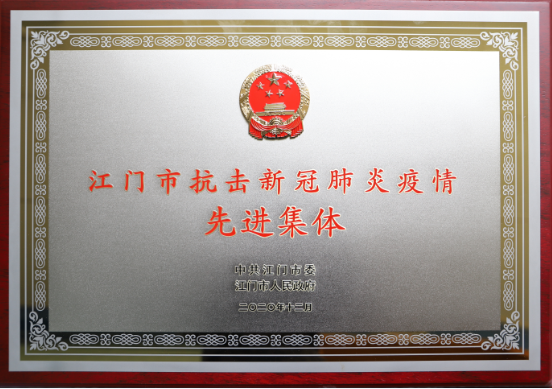 江门市抗击新冠肺炎疫情
先进集体
中共江门市委
江门市人民政府
二〇二〇年十二月